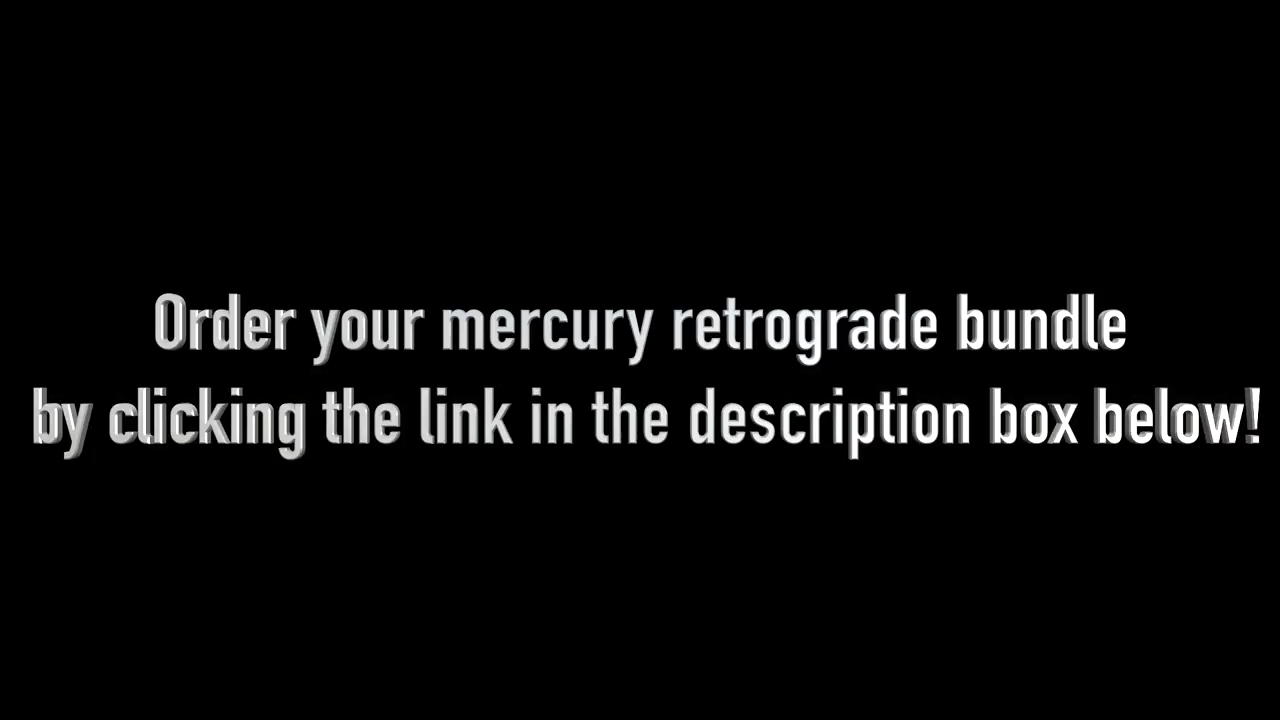 Order your mercury retrograde bundle
by clicking the link in the description box below!